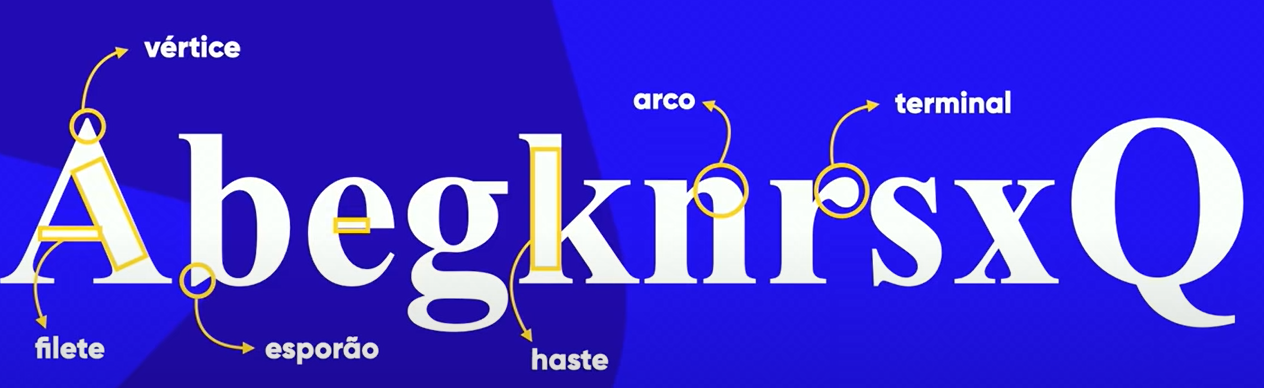 vértice
arco
terminal
AbegknrsxQ
filete
esporão
haste